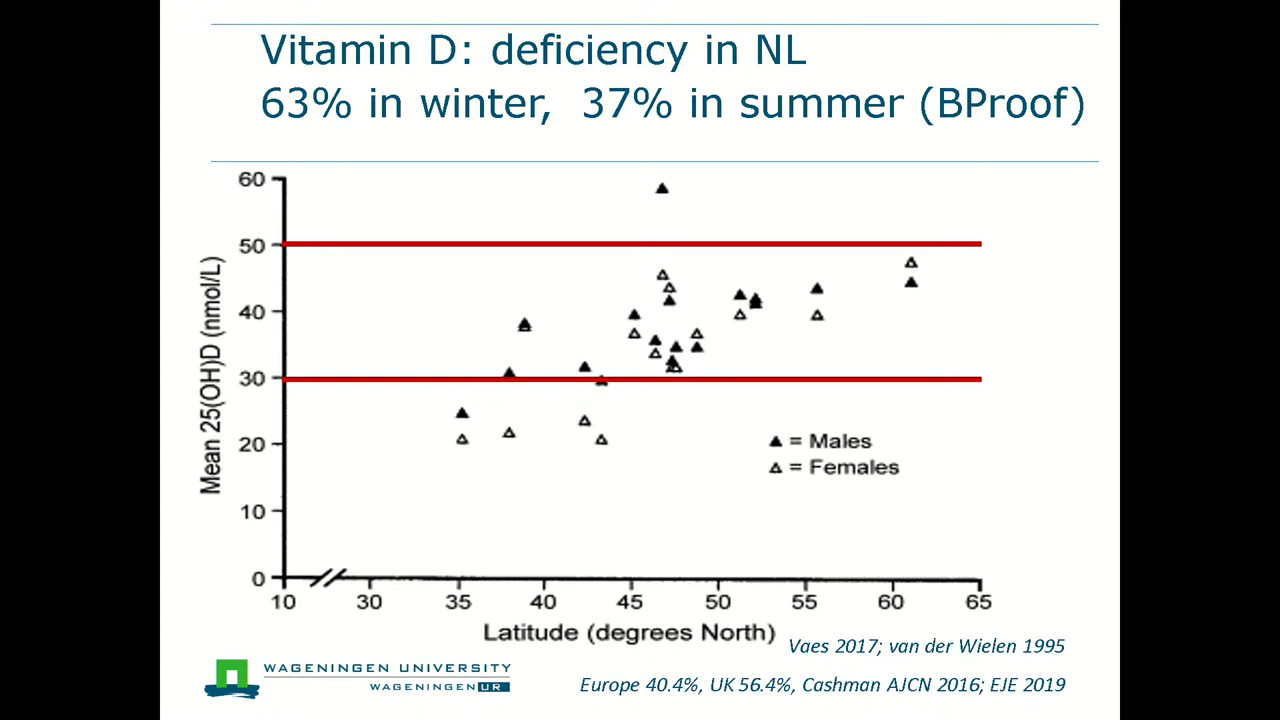 Vitamin D: deficiency in NL
63% in winter, 37% in summer (BProof)
60
50
40
30
20
10
0
Mean 25(OH)D (nmol/L)
▲ = Males
△ = Females
10 30 35 40 45 50 55 60 65
Latitude (degrees North)
Vaes 2017; van der Wielen 1995
WAGENINGEN UNIVERSITY
WAGENINGEN UR
Europe 40.4%, UK 56.4%, Cashman AJCN 2016; EJE 2019